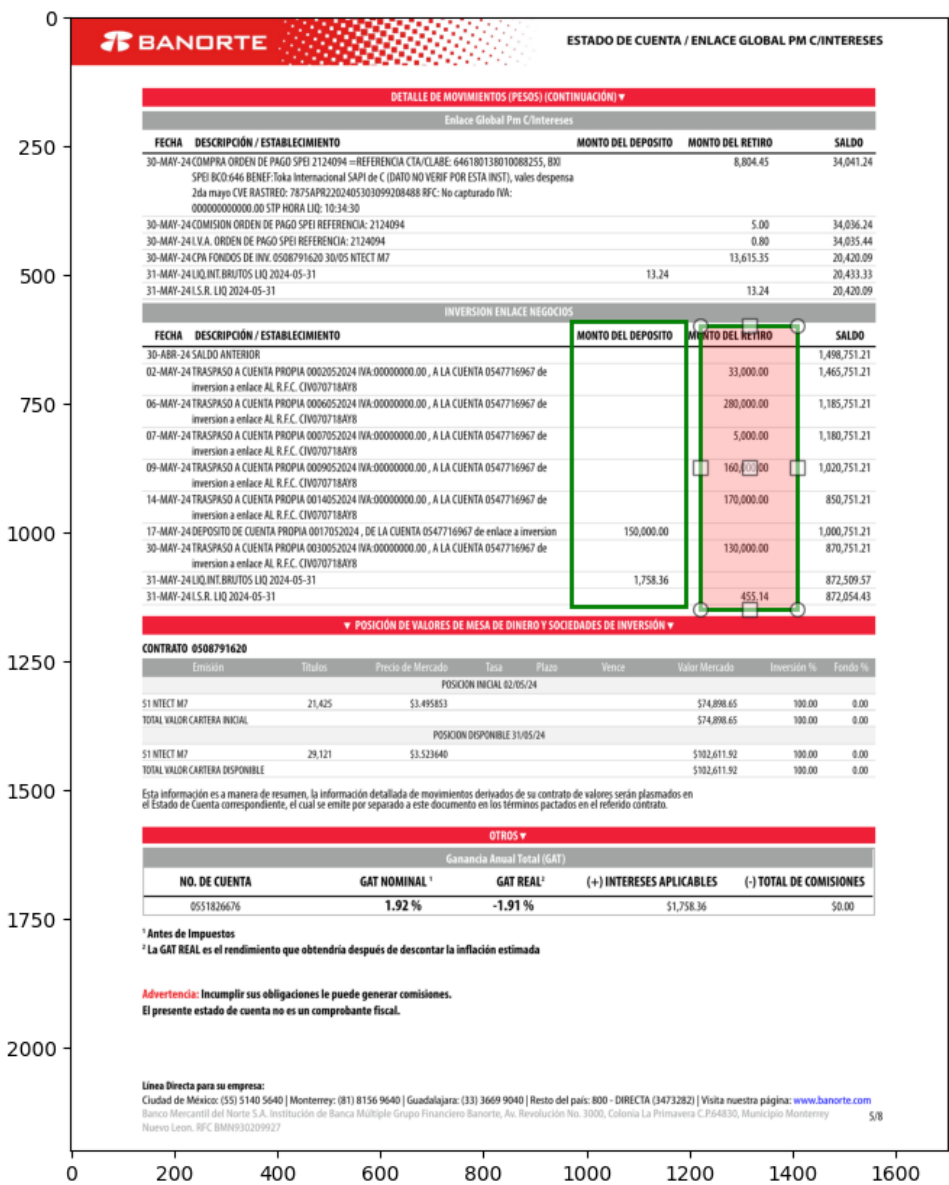 0
BANORTE
ESTADO DE CUENTA / ENLACE GLOBAL PM C/INTERESES
DETALLE DE MOVIMIENTOS (PESOS) (CONTINUACIÓN) ▼
Enlace Global Pm C/Intereses
250
FECHA DESCRIPCIÓN / ESTABLECIMIENTO MONTO DEL DEPOSITO MONTO DEL RETIRO SALDO
30-MAY-24 COMPRA ORDEN DE PAGO SPEI 2124094 =REFERENCIA CTA/CLABE: 646180138010088255, BXI 8,804.45 34,041.24
SPEI BCO:646 BENEF:Toka Internacional SAPI de C (DATO NO VERIF POR ESTA INST), vales despensa
2da mayo CVE RASTREO: 7875APR2202405303099208488 RFC: No capturado IVA:
000000000000.00 STP HORA LIQ: 10:34:30
30-MAY-24 COMISION ORDEN DE PAGO SPEI REFERENCIA: 2124094 5.00 34,036.24
30-MAY-24 I.V.A. ORDEN DE PAGO SPEI REFERENCIA: 2124094 0.80 34,035.44
30-MAY-24 CPA FONDOS DE INV. 0508791620 30/05 NTECT M7 13,615.35 20,420.09
500
31-MAY-24 LIQ.INT.BRUTOS LIQ 2024-05-31 13.24 20,433.33
31-MAY-24 I.S.R. LIQ 2024-05-31 13.24 20,420.09
INVERSION ENLACE NEGOCIOS
FECHA DESCRIPCIÓN / ESTABLECIMIENTO MONTO DEL DEPOSITO MONTO DEL RETIRO SALDO
30-ABR-24 SALDO ANTERIOR 1,498,751.21
02-MAY-24 TRASPASO A CUENTA PROPIA 0002052024 IVA:00000000.00 , A LA CUENTA 0547716967 de 33,000.00 1,465,751.21
inversion a enlace AL R.F.C. CIV070718AY8
750
06-MAY-24 TRASPASO A CUENTA PROPIA 0006052024 IVA:00000000.00 , A LA CUENTA 0547716967 de 280,000.00 1,185,751.21
inversion a enlace AL R.F.C. CIV070718AY8
07-MAY-24 TRASPASO A CUENTA PROPIA 0007052024 IVA:00000000.00 , A LA CUENTA 0547716967 de 5,000.00 1,180,751.21
inversion a enlace AL R.F.C. CIV070718AY8
09-MAY-24 TRASPASO A CUENTA PROPIA 0009052024 IVA:00000000.00 , A LA CUENTA 0547716967 de 160,000.00 1,020,751.21
inversion a enlace AL R.F.C. CIV070718AY8
14-MAY-24 TRASPASO A CUENTA PROPIA 0014052024 IVA:00000000.00 , A LA CUENTA 0547716967 de 170,000.00 850,751.21
inversion a enlace AL R.F.C. CIV070718AY8
1000
17-MAY-24 DEPOSITO DE CUENTA PROPIA 0017052024 , DE LA CUENTA 0547716967 de enlace a inversion 150,000.00 1,000,751.21
30-MAY-24 TRASPASO A CUENTA PROPIA 0030052024 IVA:00000000.00 , A LA CUENTA 0547716967 de 130,000.00 870,751.21
inversion a enlace AL R.F.C. CIV070718AY8
31-MAY-24 LIQ.INT.BRUTOS LIQ 2024-05-31 1,758.36 872,509.57
31-MAY-24 I.S.R. LIQ 2024-05-31 455.14 872,054.43
▼ POSICIÓN DE VALORES DE MESA DE DINERO Y SOCIEDADES DE INVERSIÓN ▼
CONTRATO 0508791620
1250
Emisión Títulos Precio de Mercado Tasa Plazo Vence Valor Mercado Inversión % Fondo %
POSICION INICIAL 02/05/24
51 NTECT M7 21,425 $3.495853 $74,898.65 100.00 0.00
TOTAL VALOR CARTERA INICIAL $74,898.65 100.00 0.00
POSICION DISPONIBLE 31/05/24
51 NTECT M7 29,121 $3.523640 $102,611.92 100.00 0.00
TOTAL VALOR CARTERA DISPONIBLE $102,611.92 100.00 0.00
1500
Esta información es a manera de resumen, la información detallada de movimientos derivados de su contrato de valores serán plasmados en
el Estado de Cuenta correspondiente, el cual se emite por separado a este documento en los términos pactados en el referido contrato.
OTROS ▼
Ganancia Anual Total (GAT)
NO. DE CUENTA GAT NOMINAL ¹ GAT REAL² (+) INTERESES APLICABLES (-) TOTAL DE COMISIONES
0551826676 1.92 % -1.91 % $1,758.36 $0.00
1750
¹ Antes de Impuestos
² La GAT REAL es el rendimiento que obtendría después de descontar la inflación estimada
Advertencia: Incumplir sus obligaciones le puede generar comisiones.
El presente estado de cuenta no es un comprobante fiscal.
2000
Línea Directa para su empresa:
Ciudad de México: (55) 5140 5640 | Monterrey: (81) 8156 9640 | Guadalajara: (33) 3669 9040 | Resto del país: 800 - DIRECTA (3473282) | Visita nuestra página: www.banorte.com
Banco Mercantil del Norte S.A. Institución de Banca Múltiple Grupo Financiero Banorte, Av. Revolución No. 3000, Colonia La Primavera C.P.64830, Municipio Monterrey 5/8
Nuevo Leon. RFC BMN930209927
0 200 400 600 800 1000 1200 1400 1600